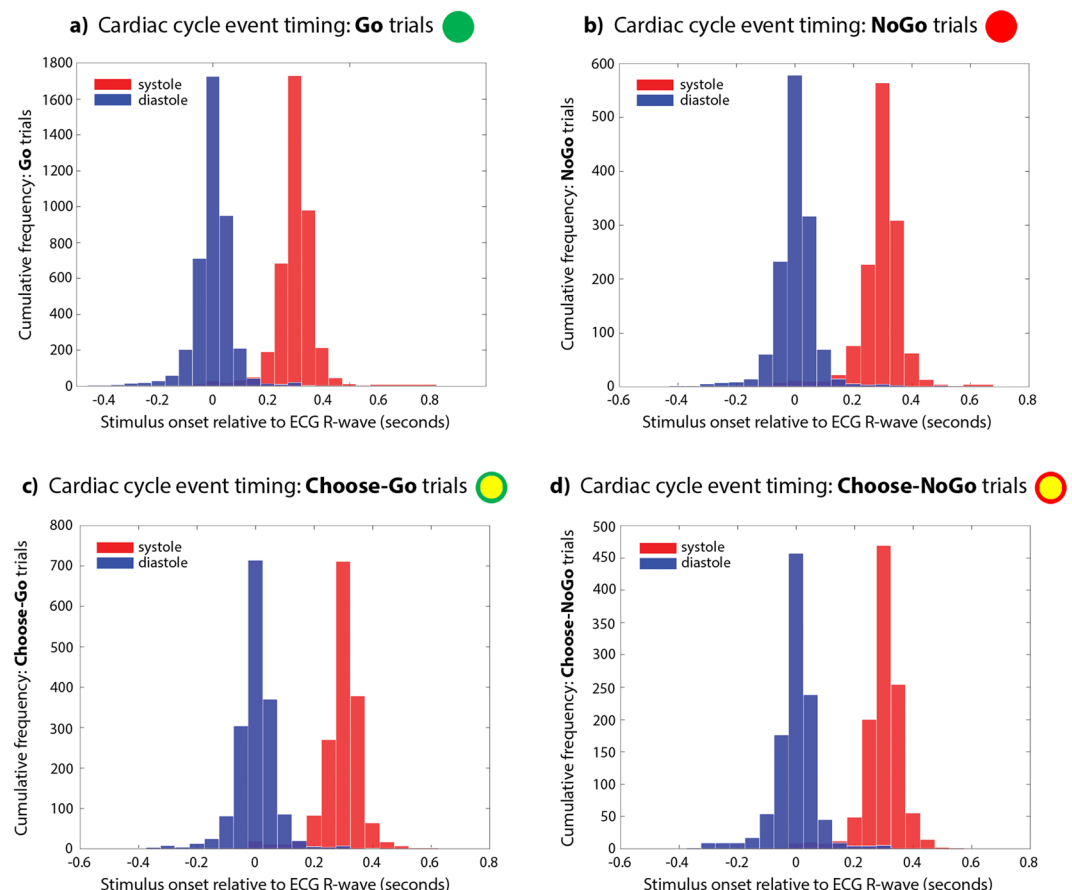 a) Cardiac cycle event timing: Go trials
1800
1600
1400
1200
1000
800
600
400
200
0
systole
diastole
Cumulative frequency: Go trials
-0.4 -0.2 0 0.2 0.4 0.6 0.8
Stimulus onset relative to ECG R-wave (seconds)
b) Cardiac cycle event timing: NoGo trials
600
500
400
300
200
100
0
systole
diastole
Cumulative frequency: NoGo trials
-0.6 -0.4 -0.2 0 0.2 0.4 0.6 0.8
Stimulus onset relative to ECG R-wave (seconds)
c) Cardiac cycle event timing: Choose-Go trials
800
700
600
500
400
300
200
100
0
systole
diastole
Cumulative frequency: Choose-Go trials
-0.6 -0.4 -0.2 0 0.2 0.4 0.6 0.8
Stimulus onset relative to ECG R-wave (seconds)
d) Cardiac cycle event timing: Choose-NoGo trials
500
450
400
350
300
250
200
150
100
50
0
systole
diastole
Cumulative frequency: Choose-NoGo trials
-0.6 -0.4 -0.2 0 0.2 0.4 0.6 0.8
Stimulus onset relative to ECG R-wave (seconds)